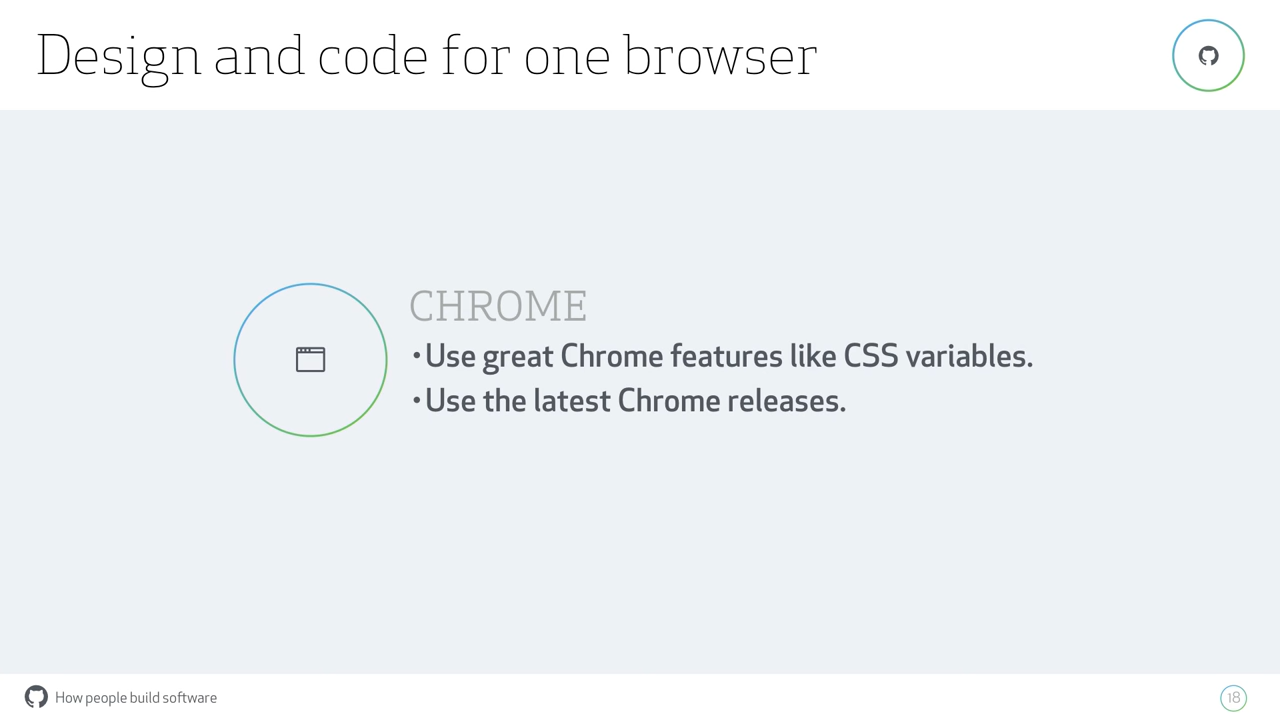 Design and code for one browser
CHROME
•Use great Chrome features like CSS variables.
•Use the latest Chrome releases.
How people build software
18